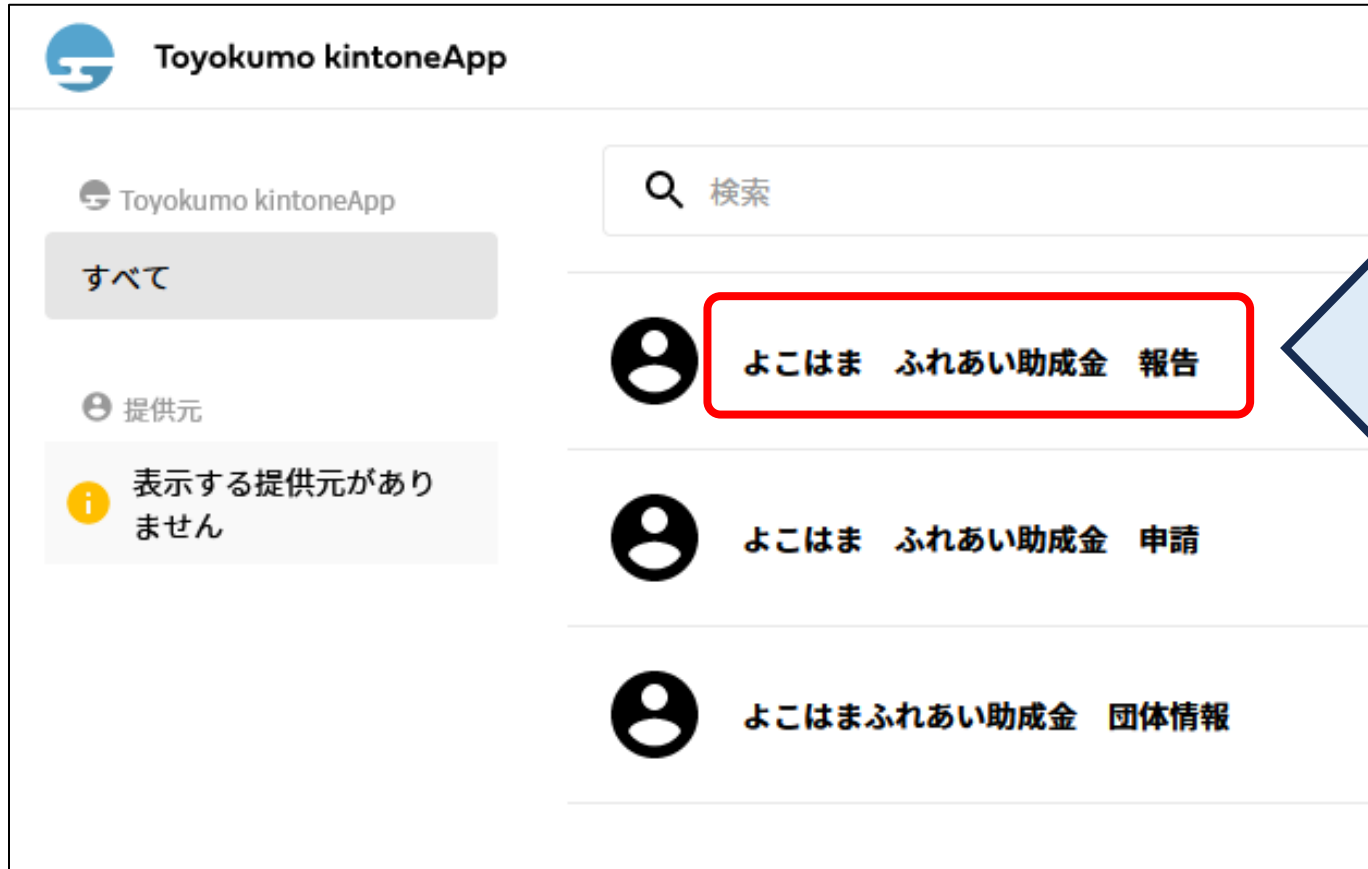 Toyokumo kintoneApp
Toyokumo kintoneApp
すべて
提供元
表示する提供元があり
ません
検索
よこはま　ふれあい助成金　報告
よこはま　ふれあい助成金　申請
よこはまふれあい助成金　団体情報